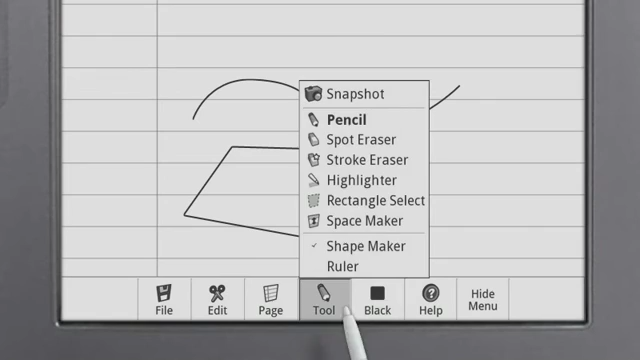 Snapshot
Pencil
Spot Eraser
Stroke Eraser
Highlighter
Rectangle Select
Space Maker
Shape Maker
Ruler
File
Edit
Page
Tool
Black
Help
Hide
Menu